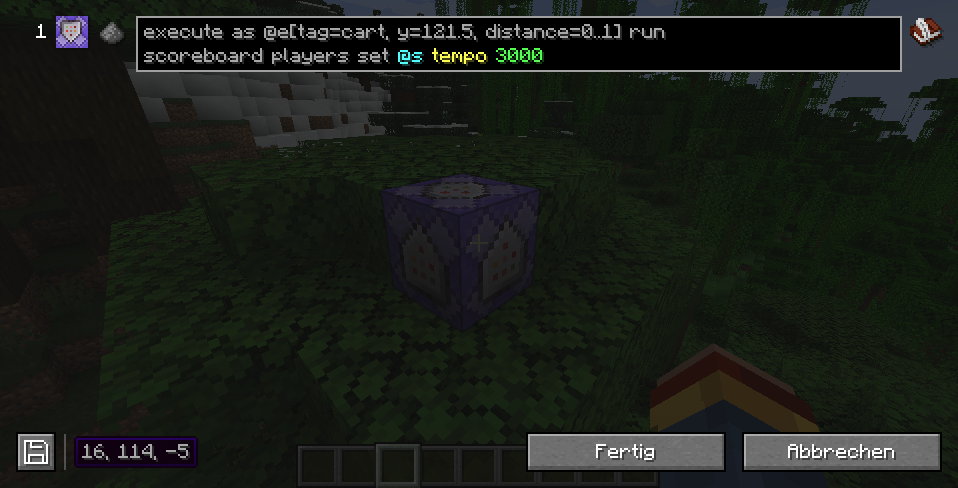 1
execute as @e[tag=cart, y=121.5, distance=0..1] run
scoreboard players set @s tempo 3000
16, 114, -5
Fertig
Abbrechen